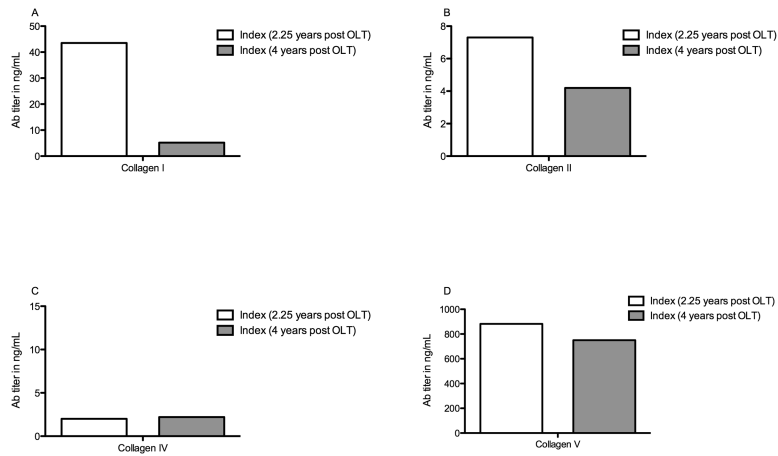 A
Ab titer in ng/mL
50
40
30
20
10
0
Collagen I
Index (2.25 years post OLT)
Index (4 years post OLT)
B
Ab titer in ng/mL
8
6
4
2
0
Collagen II
Index (2.25 years post OLT)
Index (4 years post OLT)
C
Ab titer in ng/mL
15
10
5
0
Collagen IV
Index (2.25 years post OLT)
Index (4 years post OLT)
D
Ab titer in ng/mL
1000
800
600
400
200
0
Collagen V
Index (2.25 years post OLT)
Index (4 years post OLT)